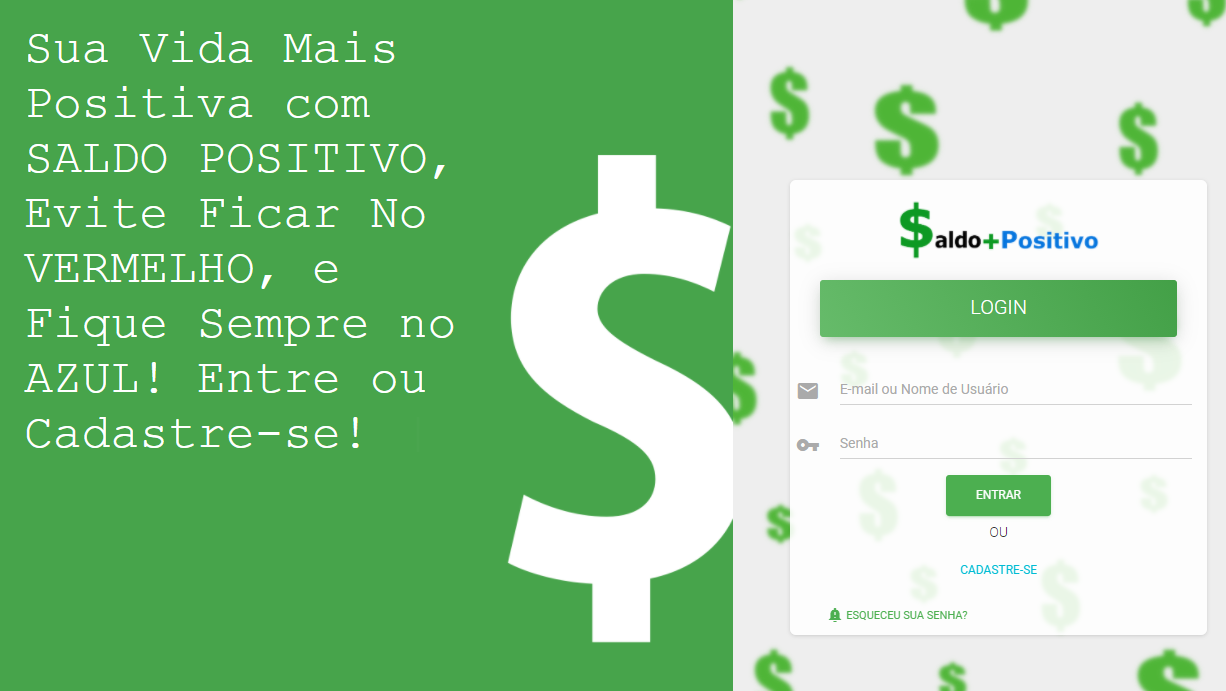 Sua Vida Mais
Positiva com
SALDO POSITIVO,
Evite Ficar No
VERMELHO, e
Fique Sempre no
AZUL! Entre ou
Cadastre-se!
$aldo+Positivo
LOGIN
E-mail ou Nome de Usuário
Senha
ENTRAR
OU
CADASTRE-SE
ESQUECEU SUA SENHA?